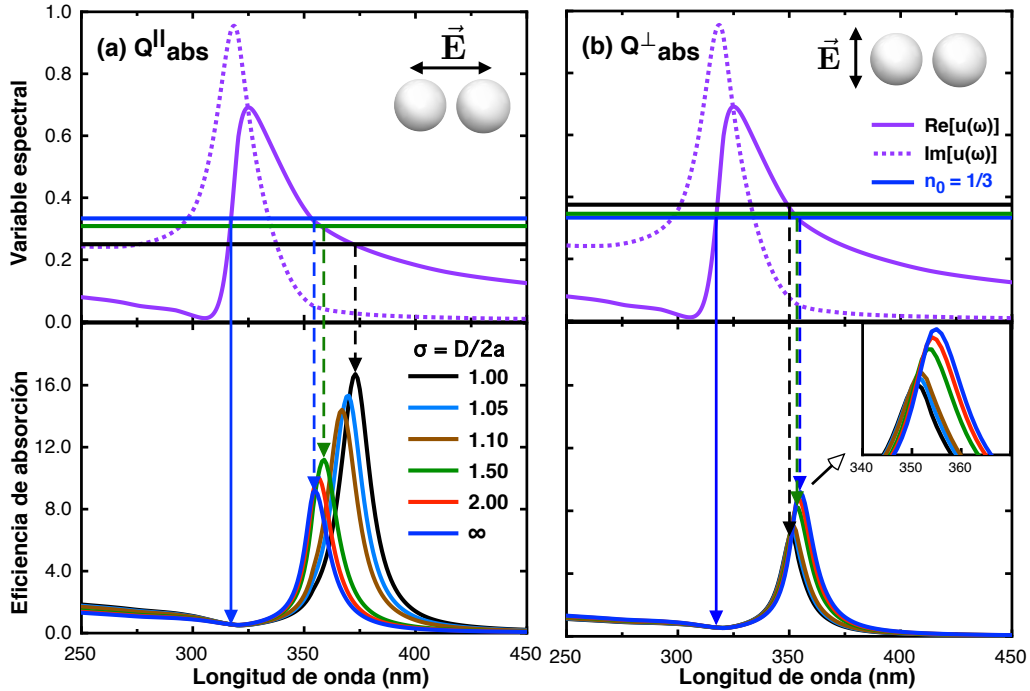 (a) Q||abs
E
(b) Q⊥abs
E
Variable espectral
1.0
0.8
0.6
0.4
0.2
0.0
Re[u(ω)]
Im[u(ω)]
n0 = 1/3
Eficiencia de absorción
16.0
12.0
8.0
4.0
0.0
σ = D/2a
1.00
1.05
1.10
1.50
2.00
∞
340 350 360
250 300 350 400 450
250 300 350 400 450
Longitud de onda (nm)
Longitud de onda (nm)